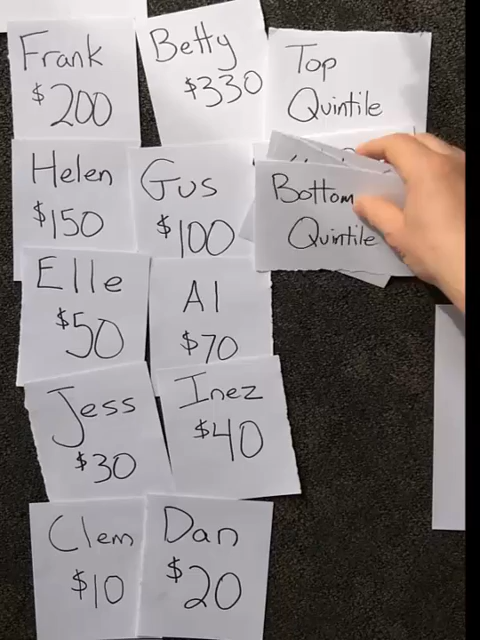 Frank
$200
Betty
$330
Top
Quintile
Helen
$150
Gus
$100
Bottom
Quintile
Elle
$50
Al
$70
Jess
$30
Inez
$40
Clem
$10
Dan
$20